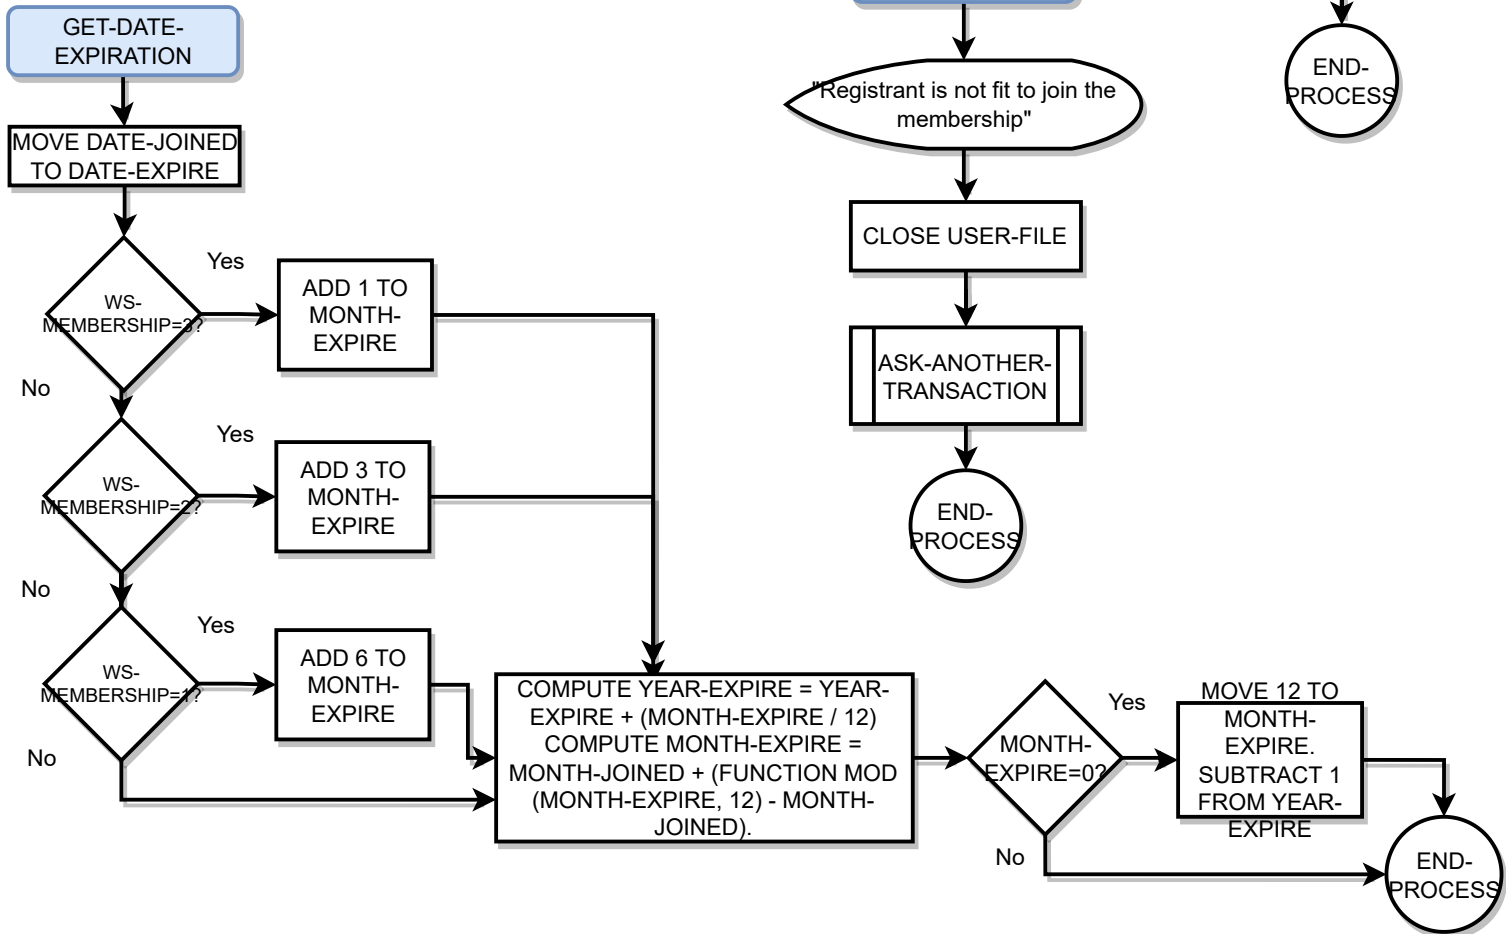 GET-DATE-
EXPIRATION
MOVE DATE-JOINED
TO DATE-EXPIRE
WS-
MEMBERSHIP=3?
Yes
ADD 1 TO
MONTH-
EXPIRE
No
WS-
MEMBERSHIP=2?
Yes
ADD 3 TO
MONTH-
EXPIRE
No
WS-
MEMBERSHIP=1?
Yes
ADD 6 TO
MONTH-
EXPIRE
No
COMPUTE YEAR-EXPIRE = YEAR-
EXPIRE + (MONTH-EXPIRE / 12)
COMPUTE MONTH-EXPIRE =
MONTH-JOINED + (FUNCTION MOD
(MONTH-EXPIRE, 12) - MONTH-
JOINED).
MONTH-
EXPIRE=0?
Yes
MOVE 12 TO
MONTH-
EXPIRE.
SUBTRACT 1
FROM YEAR-
EXPIRE
No
END-
PROCESS
"Registrant is not fit to join the
membership"
CLOSE USER-FILE
ASK-ANOTHER-
TRANSACTION
END-
PROCESS
END-
PROCESS